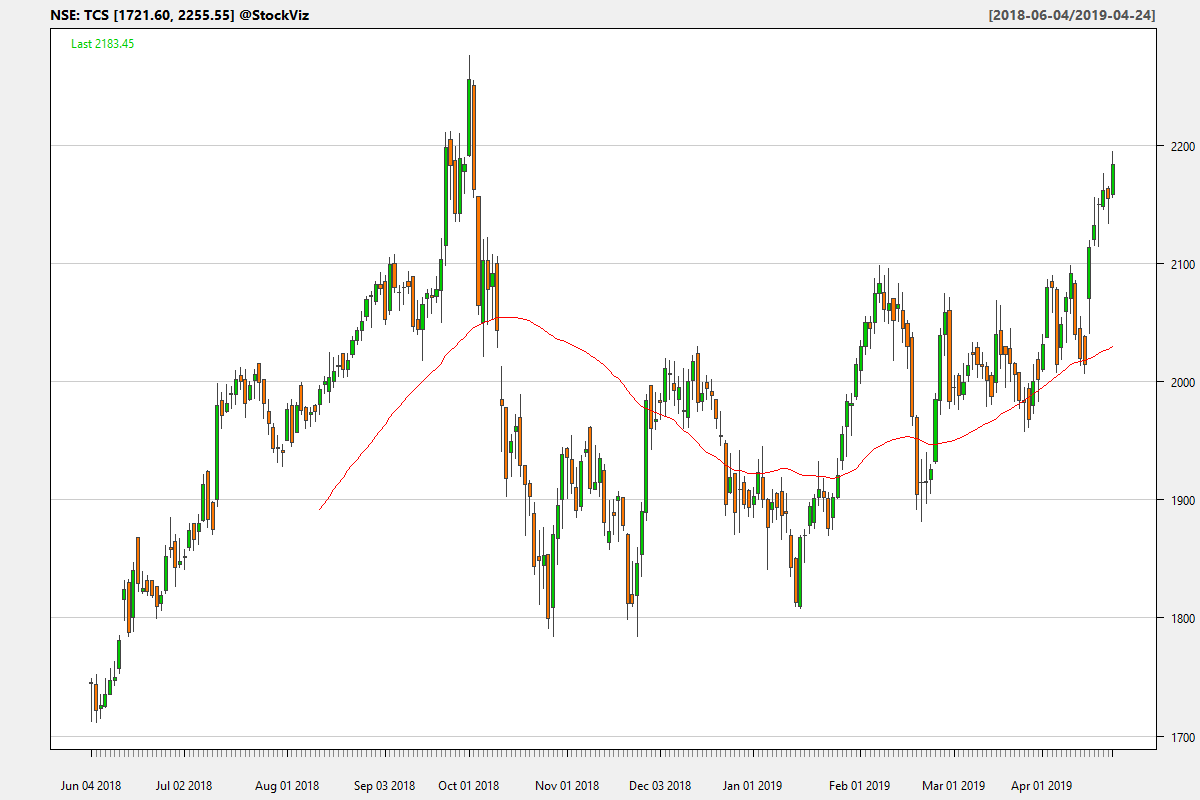 NSE: TCS [1721.60, 2255.55] @StockViz [2018-06-04/2019-04-24]
Last 2183.45
2200
2100
2000
1900
1800
1700
Jun 04 2018 Jul 02 2018 Aug 01 2018 Sep 03 2018 Oct 01 2018 Nov 01 2018 Dec 03 2018 Jan 01 2019 Feb 01 2019 Mar 01 2019 Apr 01 2019